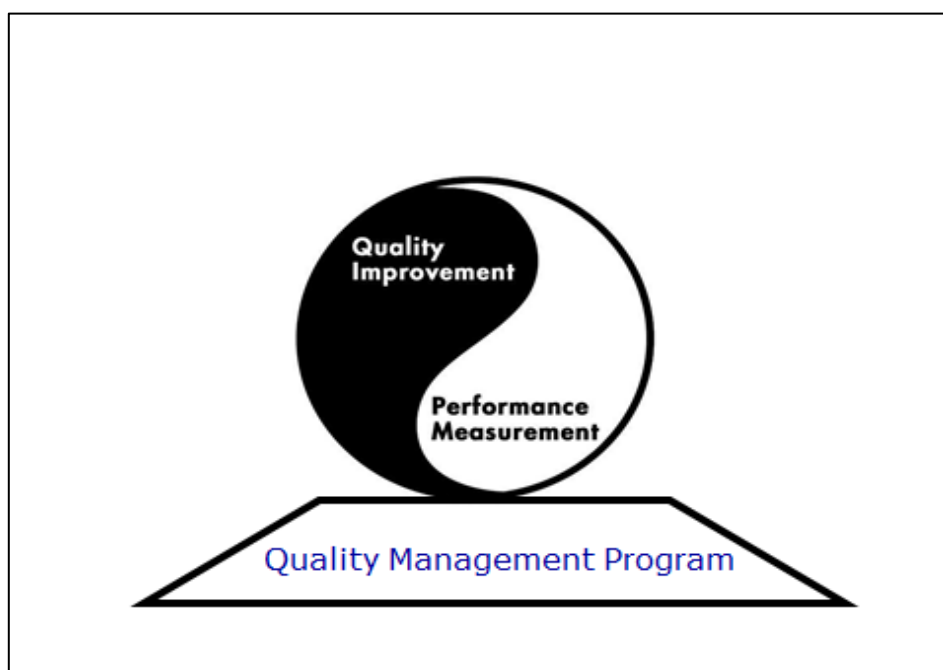 Quality
Improvement
Performance
Measurement
Quality Management Program